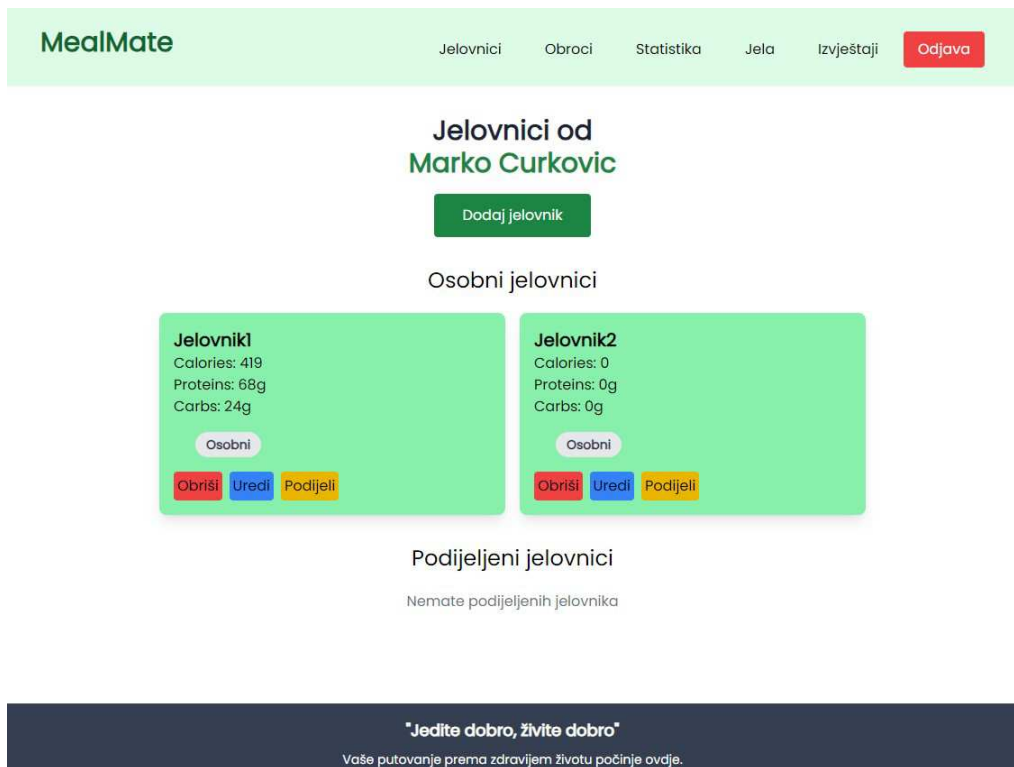 MealMate
Jelovnici Obroci Statistika Jela Izvještaji Odjava
Jelovnici od
Marko Curkovic
Dodaj jelovnik
Osobni jelovnici
Jelovnik1
Calories: 419
Proteins: 68g
Carbs: 24g
Osobni
Obriši Uredi Podijeli
Jelovnik2
Calories: 0
Proteins: 0g
Carbs: 0g
Osobni
Obriši Uredi Podijeli
Podijeljeni jelovnici
Nemate podijeljenih jelovnika
"Jedite dobro, živite dobro"
Vaše putovanje prema zdravijem životu počinje ovdje.